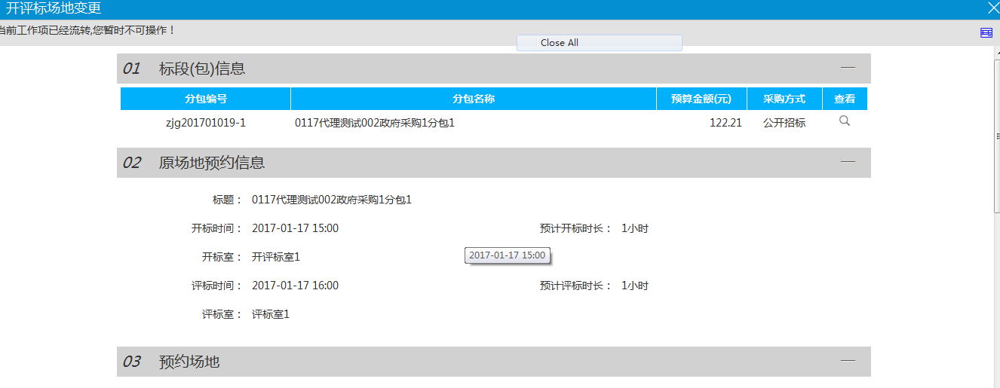 开评标场地变更
当前工作项已经流转,您暂时不可操作！
Close All
01 标段(包)信息
分包编号 分包名称 预算金额(元) 采购方式 查看
zjg201701019-1 0117代理测试002政府采购1分包1 122.21 公开招标
02 原场地预约信息
标题： 0117代理测试002政府采购1分包1
开标时间： 2017-01-17 15:00 预计开标时长： 1小时
开标室： 开评标室1
2017-01-17 15:00
评标时间： 2017-01-17 16:00 预计评标时长： 1小时
评标室： 评标室1
03 预约场地